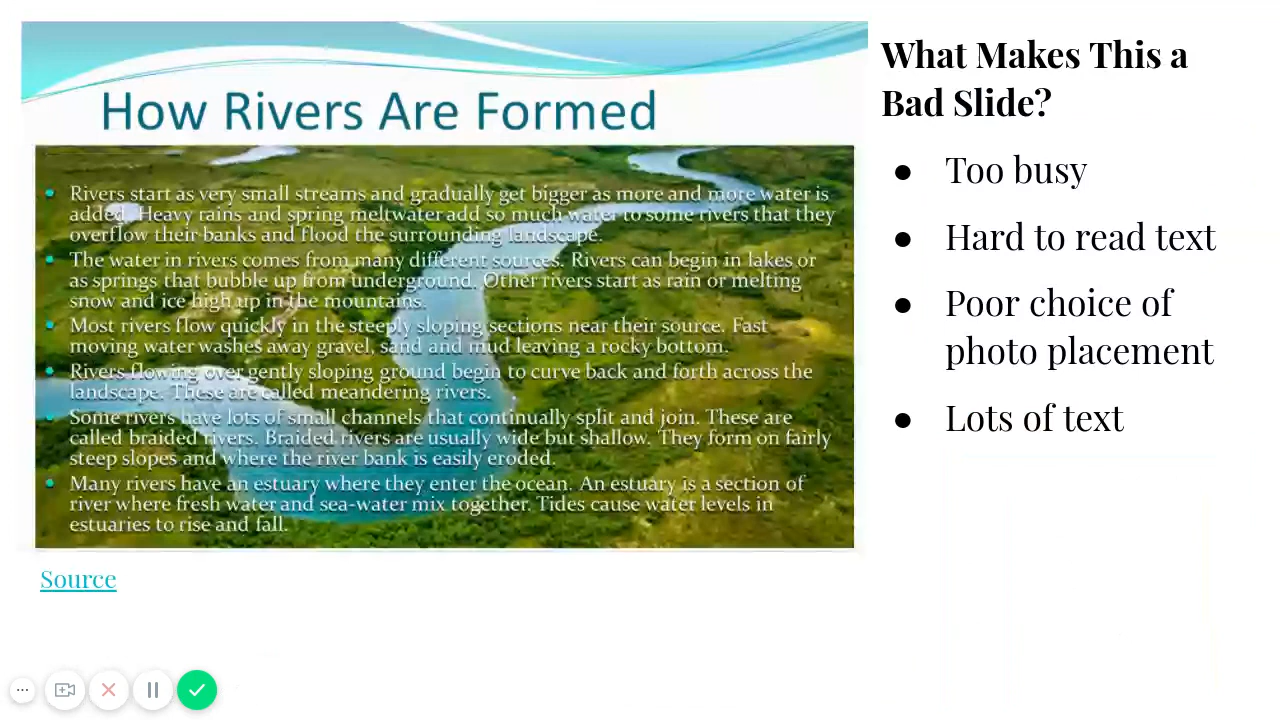 How Rivers Are Formed
• Rivers start as very small streams and gradually get bigger as more and more water is
added. Heavy rains and spring meltwater add so much water to some rivers that they
overflow their banks and flood the surrounding landscape.
• The water in rivers comes from many different sources. Rivers can begin in lakes or
as springs that bubble up from underground. Other rivers start as rain or melting
snow and ice high up in the mountains.
• Most rivers flow quickly in the steeply sloping sections near their source. Fast
moving water washes away gravel, sand and mud leaving a rocky bottom.
• Rivers flowing over gently sloping ground begin to curve back and forth across the
landscape. These are called meandering rivers.
• Some rivers have lots of small channels that continually split and join. These are
called braided rivers. Braided rivers are usually wide but shallow. They form on fairly
steep slopes and where the river bank is easily eroded.
• Many rivers have an estuary where they enter the ocean. An estuary is a section of
river where fresh water and sea-water mix together. Tides cause water levels in
estuaries to rise and fall.
Source
What Makes This a
Bad Slide?
● Too busy
● Hard to read text
● Poor choice of
photo placement
● Lots of text